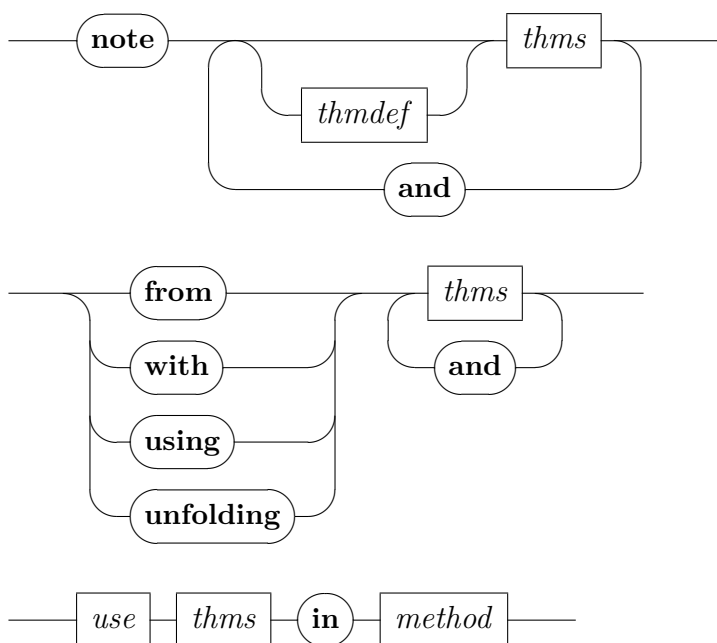 note thms
thmdef
and
from thms
with and
using
unfolding
use thms in method